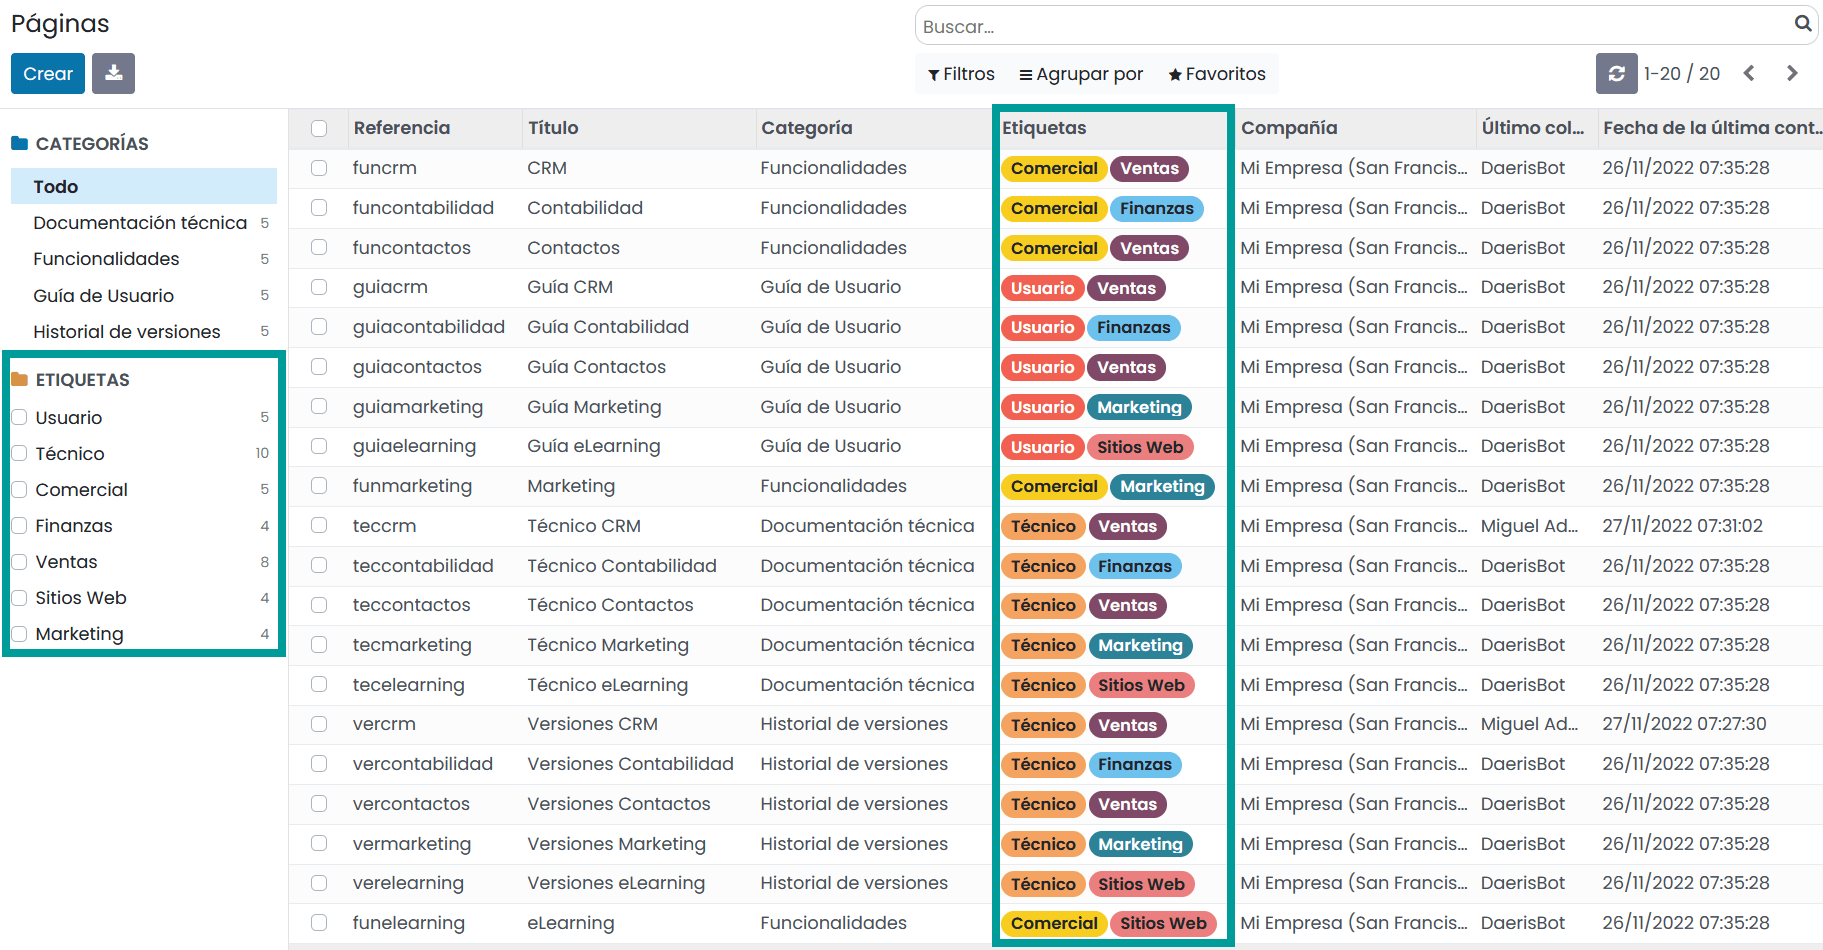 Páginas
Buscar...
Crear
Filtros Agrupar por Favoritos 1-20 / 20
CATEGORÍAS
Todo
Documentación técnica 5
Funcionalidades 5
Guía de Usuario 5
Historial de versiones 5
ETIQUETAS
Usuario 5
Técnico 10
Comercial 5
Finanzas 4
Ventas 8
Sitios Web 4
Marketing 4
Referencia Título Categoría Etiquetas Compañía Último col... Fecha de la última cont...
funcrm CRM Funcionalidades Comercial Ventas Mi Empresa (San Francis... DaerisBot 26/11/2022 07:35:28
funcontabilidad Contabilidad Funcionalidades Comercial Finanzas Mi Empresa (San Francis... DaerisBot 26/11/2022 07:35:28
funcontactos Contactos Funcionalidades Comercial Ventas Mi Empresa (San Francis... DaerisBot 26/11/2022 07:35:28
guiacrm Guía CRM Guía de Usuario Usuario Ventas Mi Empresa (San Francis... DaerisBot 26/11/2022 07:35:28
guiacontabilidad Guía Contabilidad Guía de Usuario Usuario Finanzas Mi Empresa (San Francis... DaerisBot 26/11/2022 07:35:28
guiacontactos Guía Contactos Guía de Usuario Usuario Ventas Mi Empresa (San Francis... DaerisBot 26/11/2022 07:35:28
guiamarketing Guía Marketing Guía de Usuario Usuario Marketing Mi Empresa (San Francis... DaerisBot 26/11/2022 07:35:28
guiaelearning Guía eLearning Guía de Usuario Usuario Sitios Web Mi Empresa (San Francis... DaerisBot 26/11/2022 07:35:28
funmarketing Marketing Funcionalidades Comercial Marketing Mi Empresa (San Francis... DaerisBot 26/11/2022 07:35:28
teccrm Técnico CRM Documentación técnica Técnico Ventas Mi Empresa (San Francis... Miguel Ad... 27/11/2022 07:31:02
teccontabilidad Técnico Contabilidad Documentación técnica Técnico Finanzas Mi Empresa (San Francis... DaerisBot 26/11/2022 07:35:28
teccontactos Técnico Contactos Documentación técnica Técnico Ventas Mi Empresa (San Francis... DaerisBot 26/11/2022 07:35:28
tecmarketing Técnico Marketing Documentación técnica Técnico Marketing Mi Empresa (San Francis... DaerisBot 26/11/2022 07:35:28
tecelearning Técnico eLearning Documentación técnica Técnico Sitios Web Mi Empresa (San Francis... DaerisBot 26/11/2022 07:35:28
vercrm Versiones CRM Historial de versiones Técnico Ventas Mi Empresa (San Francis... Miguel Ad... 27/11/2022 07:27:30
vercontabilidad Versiones Contabilidad Historial de versiones Técnico Finanzas Mi Empresa (San Francis... DaerisBot 26/11/2022 07:35:28
vercontactos Versiones Contactos Historial de versiones Técnico Ventas Mi Empresa (San Francis... DaerisBot 26/11/2022 07:35:28
vermarketing Versiones Marketing Historial de versiones Técnico Marketing Mi Empresa (San Francis... DaerisBot 26/11/2022 07:35:28
verelearning Versiones eLearning Historial de versiones Técnico Sitios Web Mi Empresa (San Francis... DaerisBot 26/11/2022 07:35:28
funelearning eLearning Funcionalidades Comercial Sitios Web Mi Empresa (San Francis... DaerisBot 26/11/2022 07:35:28